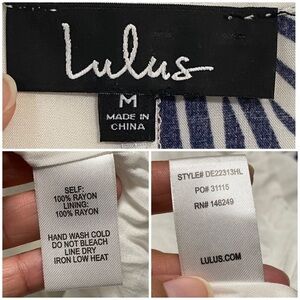 Lulus
M
MADE IN
CHINA
SELF:
100% RAYON
LINING:
100% RAYON
HAND WASH COLD
DO NOT BLEACH
LINE DRY
IRON LOW HEAT
STYLE# DE22313HL
PO# 31115
RN# 146249
LULUS.COM